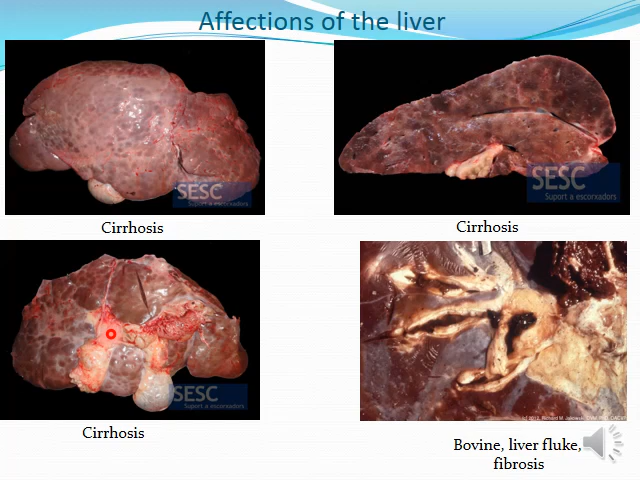 Affections of the liver
SESC
Suport a escorxadors
Cirrhosis
SESC
Suport a escorxadors
Cirrhosis
SESC
Suport a escorxadors
Cirrhosis
Bovine, liver fluke,
fibrosis